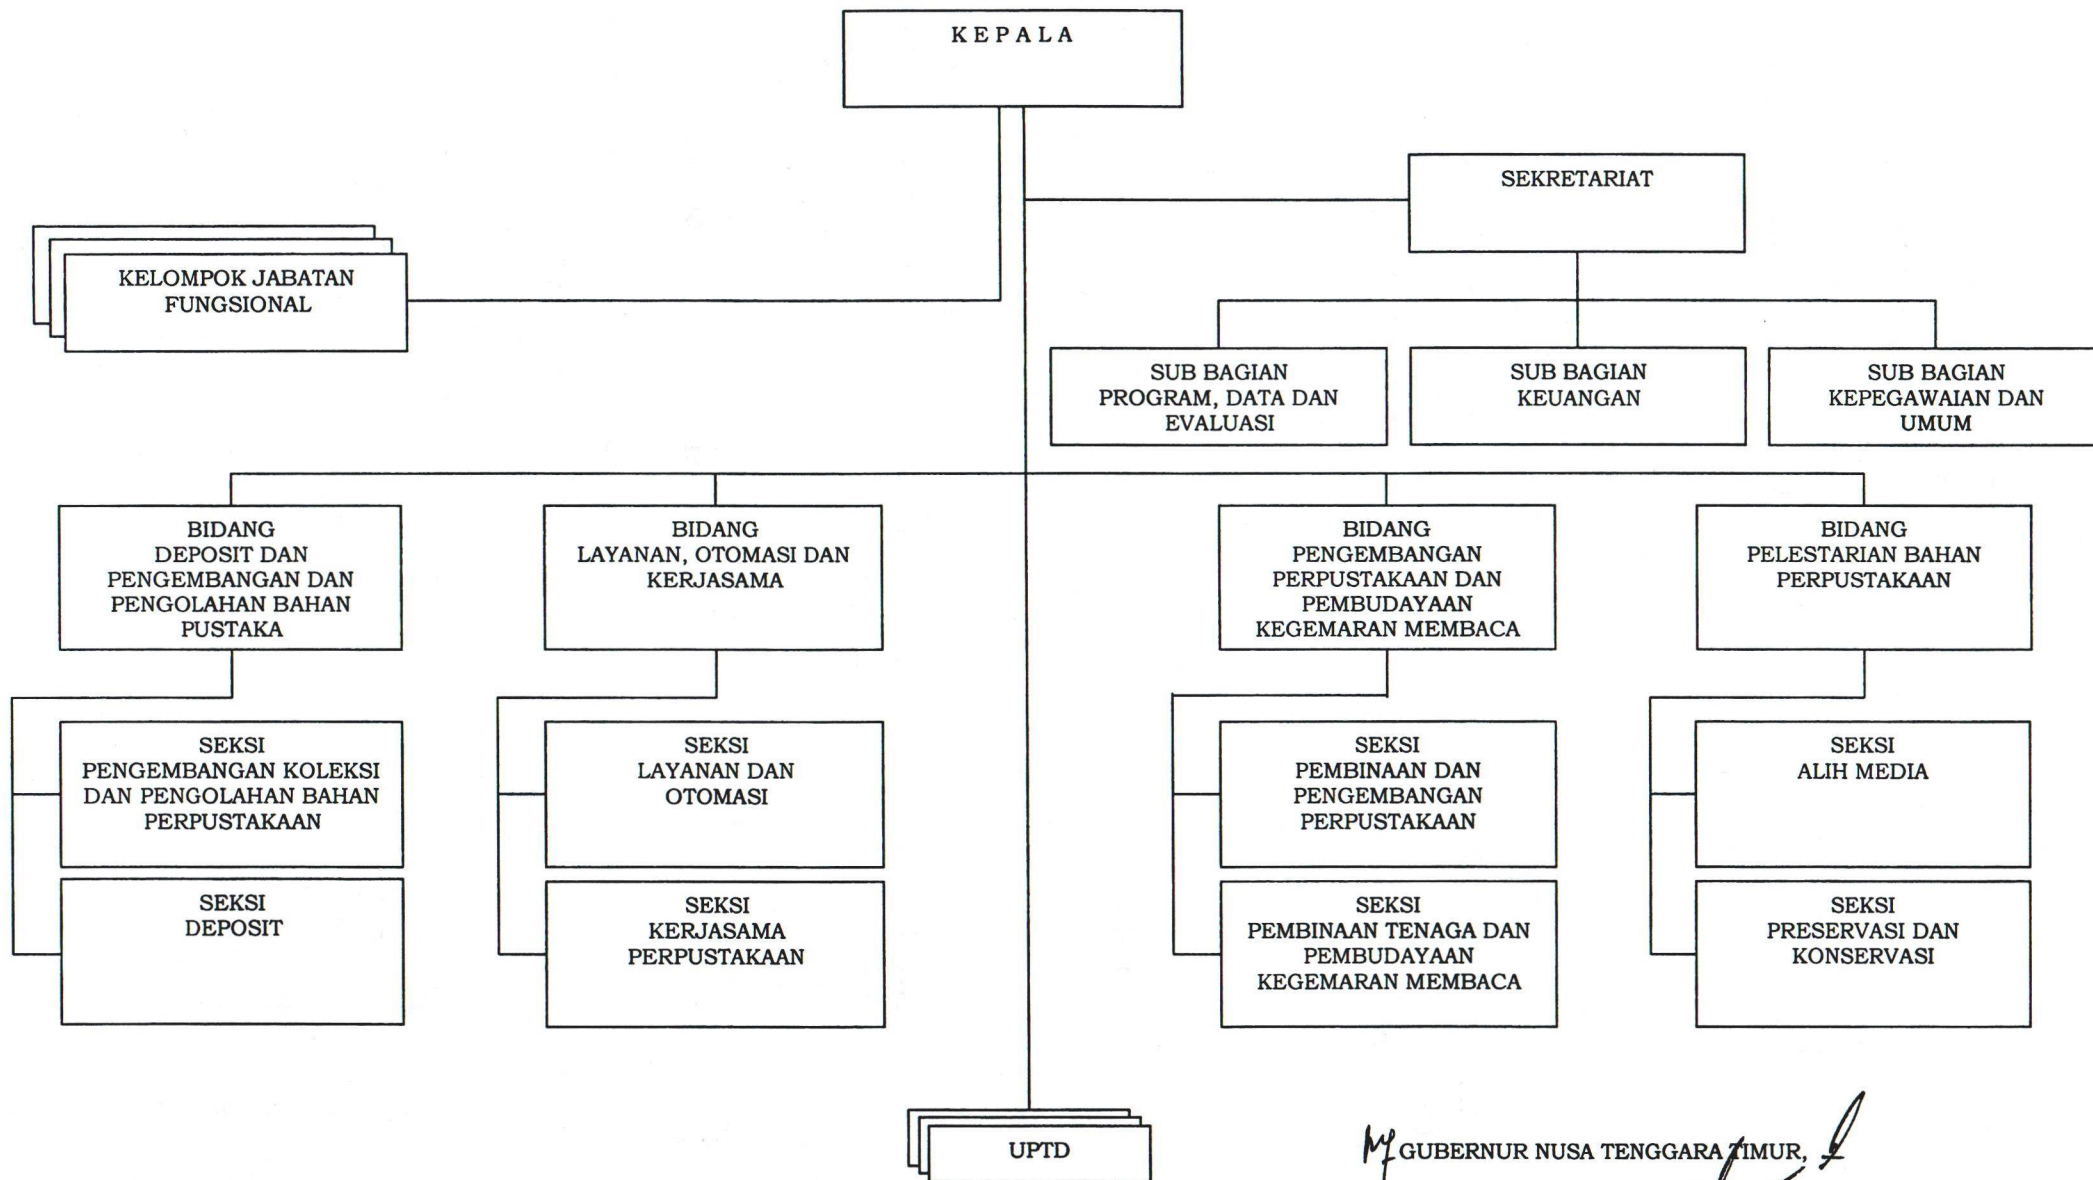 K E P A L A
SEKRETARIAT
KELOMPOK JABATAN
FUNGSIONAL
SUB BAGIAN
PROGRAM, DATA DAN
EVALUASI
SUB BAGIAN
KEUANGAN
SUB BAGIAN
KEPEGAWAIAN DAN
UMUM
BIDANG
DEPOSIT DAN
PENGEMBANGAN DAN
PENGOLAHAN BAHAN
PUSTAKA
BIDANG
LAYANAN, OTOMASI DAN
KERJASAMA
BIDANG
PENGEMBANGAN
PERPUSTAKAAN DAN
PEMBUDAYAAN
KEGEMARAN MEMBACA
BIDANG
PELESTARIAN BAHAN
PERPUSTAKAAN
SEKSI
PENGEMBANGAN KOLEKSI
DAN PENGOLAHAN BAHAN
PERPUSTAKAAN
SEKSI
LAYANAN DAN
OTOMASI
SEKSI
PEMBINAAN DAN
PENGEMBANGAN
PERPUSTAKAAN
SEKSI
ALIH MEDIA
SEKSI
DEPOSIT
SEKSI
KERJASAMA
PERPUSTAKAAN
SEKSI
PEMBINAAN TENAGA DAN
PEMBUDAYAAN
KEGEMARAN MEMBACA
SEKSI
PRESERVASI DAN
KONSERVASI
UPTD
GUBERNUR NUSA TENGGARA TIMUR,